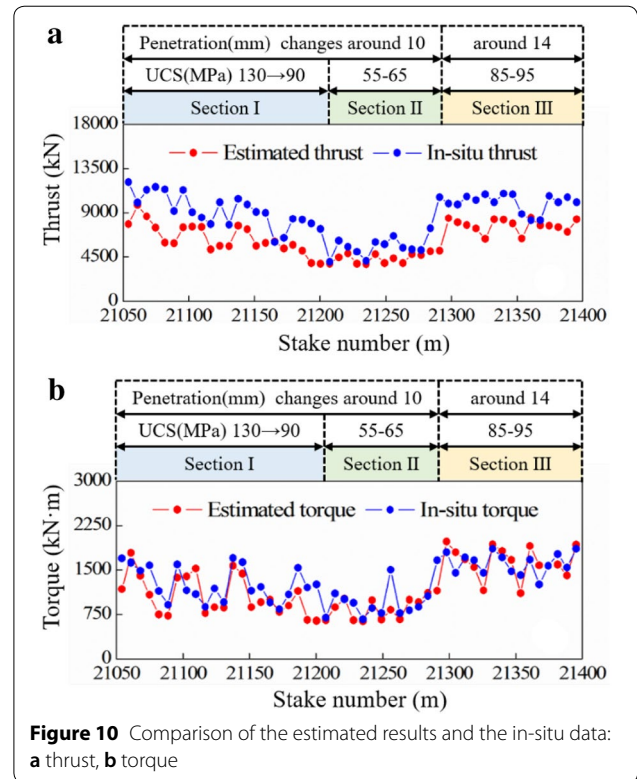 a
Penetration(mm) changes around 10 around 14
UCS(MPa) 130→90 55-65 85-95
Section I Section II Section III
18000
Estimated thrust In-situ thrust
13500
9000
4500
0
Thrust (kN)
21050 21100 21150 21200 21250 21300 21350 21400
Stake number (m)
b
Penetration(mm) changes around 10 around 14
UCS(MPa) 130→90 55-65 85-95
Section I Section II Section III
3000
Estimated torque In-situ torque
2250
1500
750
0
Torque (kN·m)
21050 21100 21150 21200 21250 21300 21350 21400
Stake number (m)
Figure 10 Comparison of the estimated results and the in-situ data:
a thrust, b torque